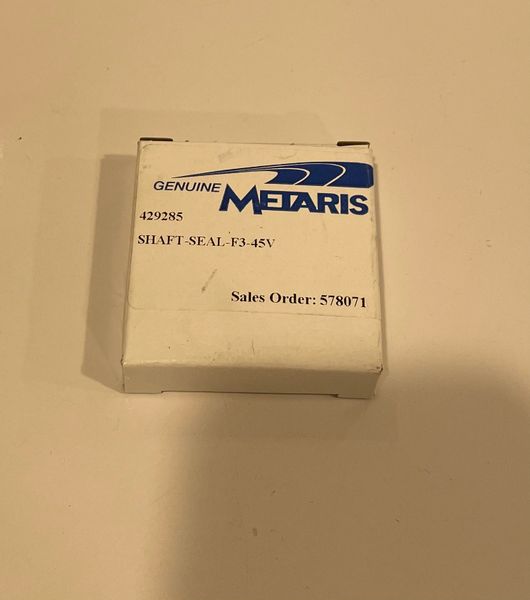 GENUINE METARIS
429285
SHAFT-SEAL-F3-45V
Sales Order: 578071